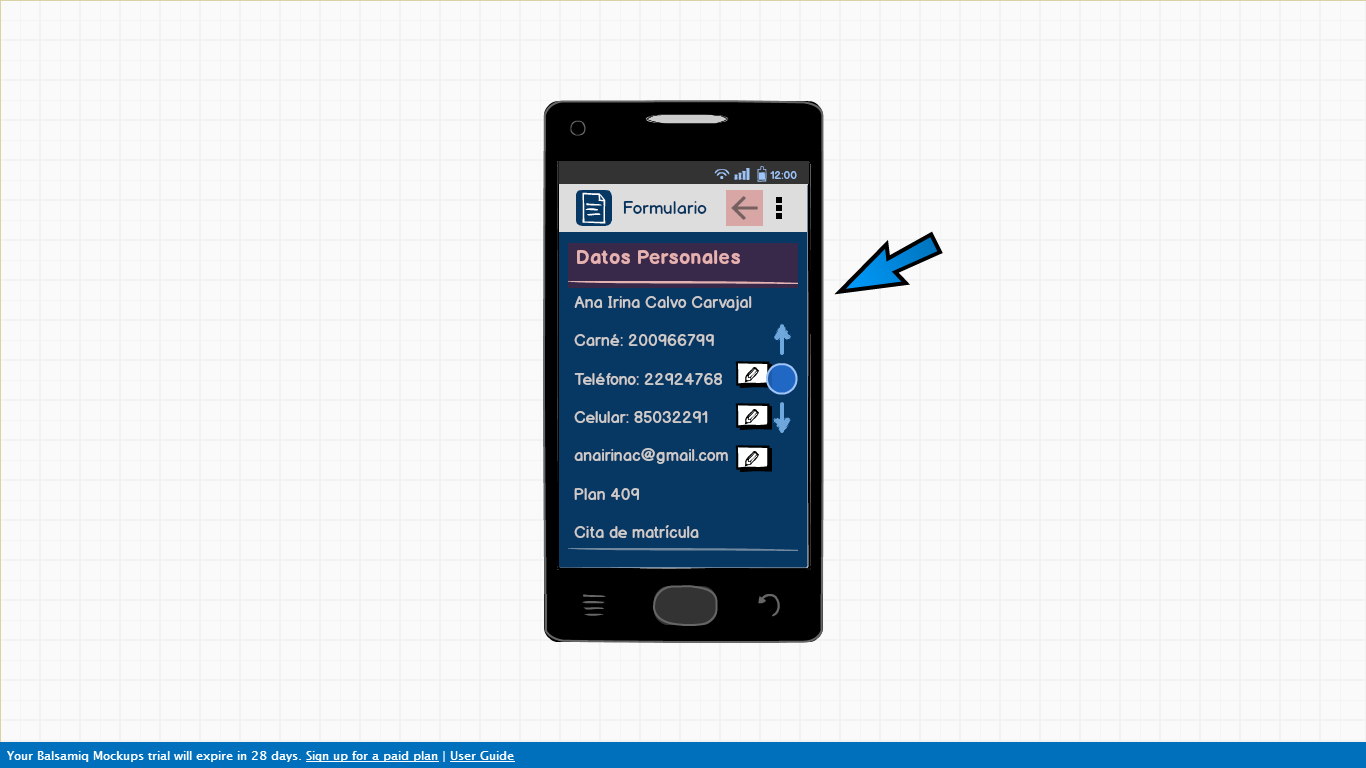 12:00
Formulario
Datos Personales
Ana Irina Calvo Carvajal
Carné: 200966799
Teléfono: 22924768
Celular: 85032291
anairinac@gmail.com
Plan 409
Cita de matrícula
Your Balsamiq Mockups trial will expire in 28 days. Sign up for a paid plan | User Guide